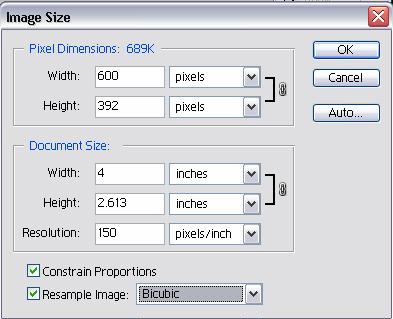 Image Size
Pixel Dimensions: 689K
OK
Width: 600 pixels
Cancel
Height: 392 pixels
Auto...
Document Size:
Width: 4 inches
Height: 2.613 inches
Resolution: 150 pixels/inch
Constrain Proportions
Resample Image: Bicubic